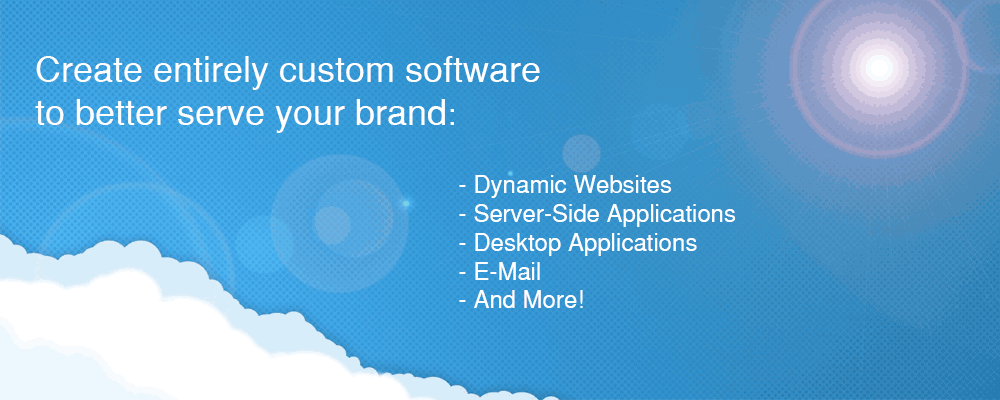 Create entirely custom software
to better serve your brand:
- Dynamic Websites
- Server-Side Applications
- Desktop Applications
- E-Mail
- And More!